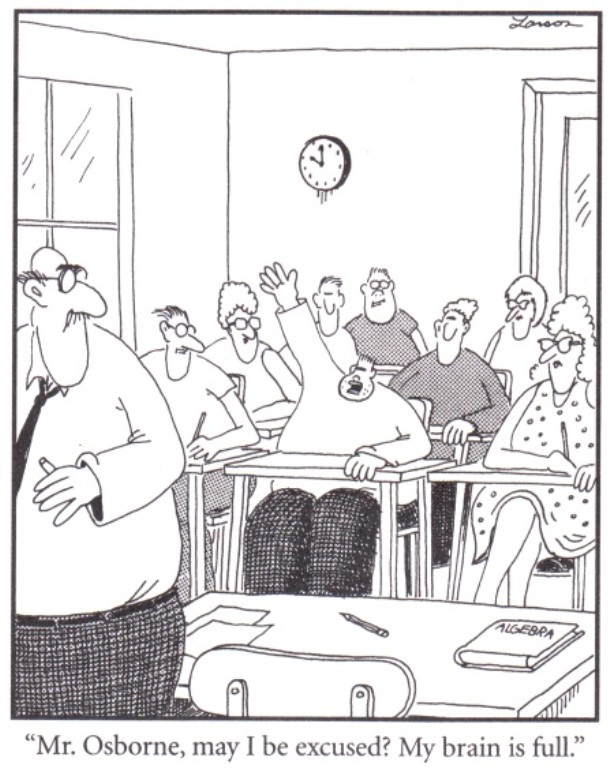 Larson
ALGEBRA
“Mr. Osborne, may I be excused? My brain is full.”